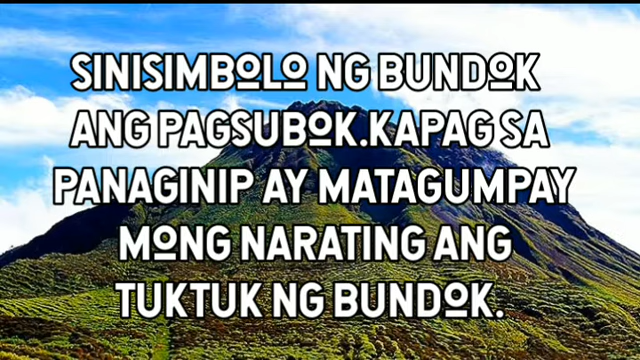 SINISIMBOLO NG BUNDOK
ANG PAGSUBOK.KAPAG SA
PANAGINIP AY MATAGUMPAY
MONG NARATING ANG
TUKTUK NG BUNDOK.